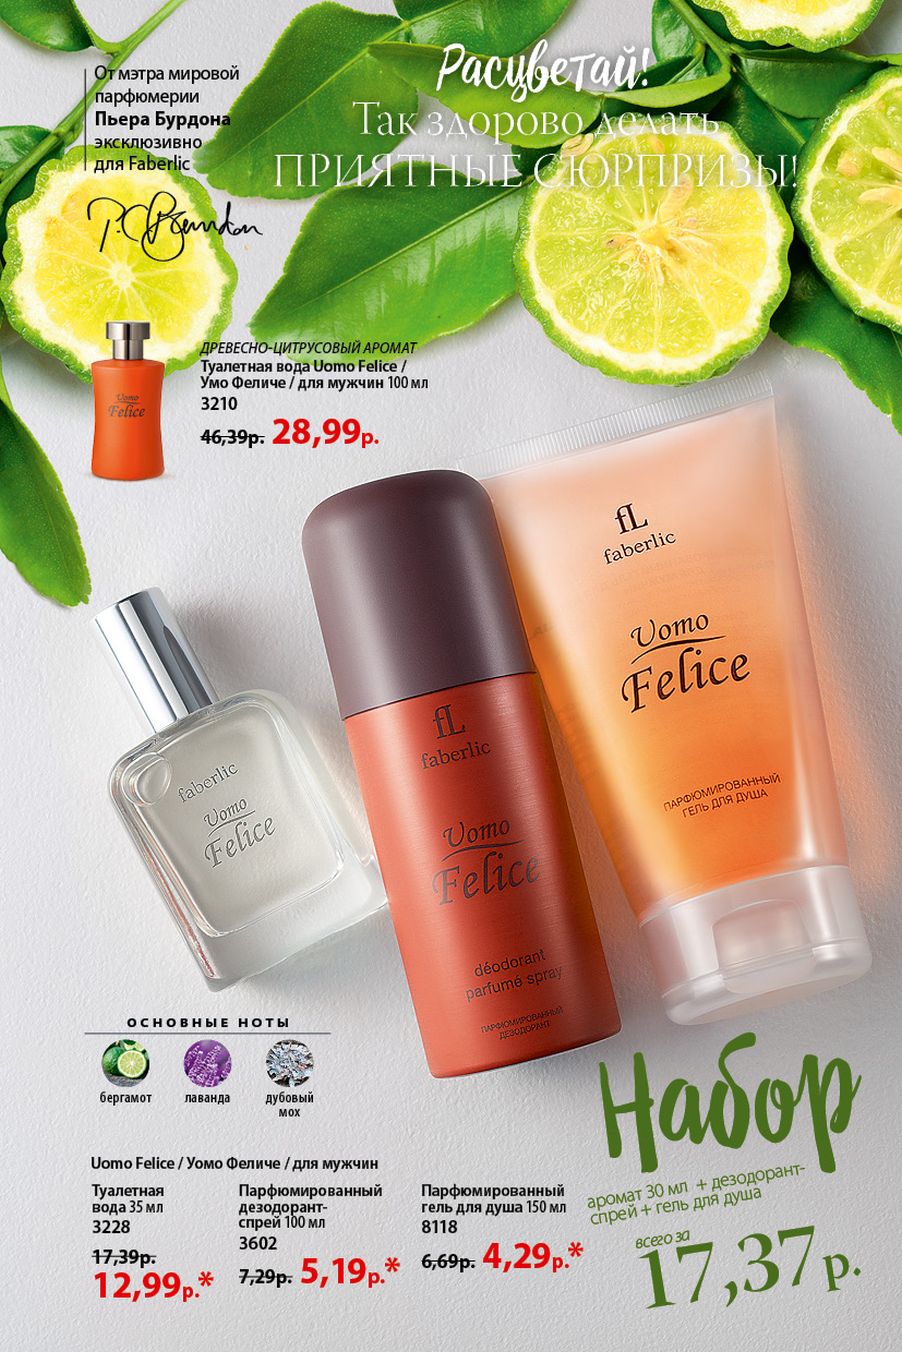 От мэтра мировой
парфюмерии
Пьера Бурдона
эксклюзивно
для Faberlic
Расцветай!
Так здорово делать
ПРИЯТНЫЕ СЮРПРИЗЫ!
ДРЕВЕСНО-ЦИТРУСОВЫЙ АРОМАТ
Туалетная вода Uomo Felice /
Умо Феличе / для мужчин 100 мл
3210
46,39р. 28,99р.
Uomo
Felice
fL
faberlic
Uomo
Felice
ПАРФЮМИРОВАННЫЙ
ГЕЛЬ ДЛЯ ДУША
fL
faberlic
Uomo
Felice
déodorant
parfumé spray
ПАРФЮМИРОВАННЫЙ
ДЕЗОДОРАНТ
faberlic
Uomo
Felice
ОСНОВНЫЕ НОТЫ
бергамот
лаванда
дубовый
мох
Uomo Felice / Уомо Феличе / для мужчин
Туалетная
вода 35 мл
3228
17,39р.
12,99р.*
Парфюмированный
дезодорант-
спрей 100 мл
3602
7,29р. 5,19р.*
Парфюмированный
гель для душа 150 мл
8118
6,69р. 4,29р.*
Набор
аромат 30 мл + дезодорант-
спрей + гель для душа
всего за
17,37р.